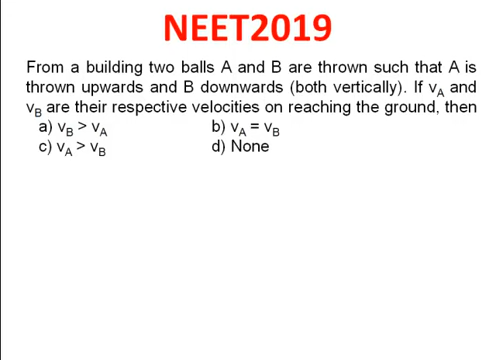 NEET2019
From a building two balls A and B are thrown such that A is
thrown upwards and B downwards (both vertically). If vA and
vB are their respective velocities on reaching the ground, then
a) vB > vA b) vA = vB
c) vA > vB d) None